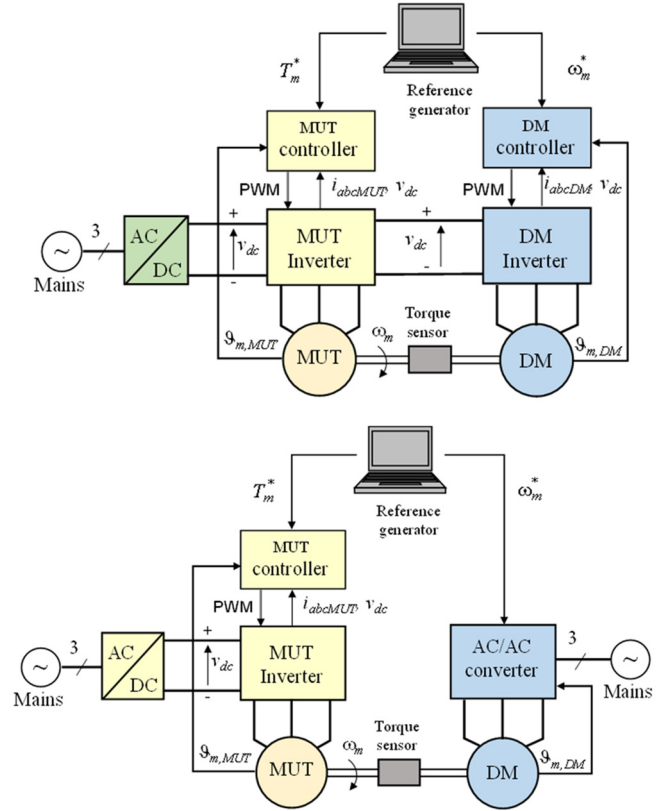 T*m
ω*m
Reference
generator
MUT
controller
DM
controller
PWM
iabcMUT, vdc
PWM
iabcDM, vdc
3
AC
DC
~
Mains
+
vdc
-
MUT
Inverter
+
vdc
-
DM
Inverter
ϑm,MUT
MUT
ωm
Torque
sensor
DM
ϑm,DM
T*m
ω*m
Reference
generator
MUT
controller
PWM
iabcMUT, vdc
3
AC
DC
~
Mains
+
vdc
-
MUT
Inverter
AC/AC
converter
3
~
Mains
ϑm,MUT
MUT
ωm
Torque
sensor
DM
ϑm,DM